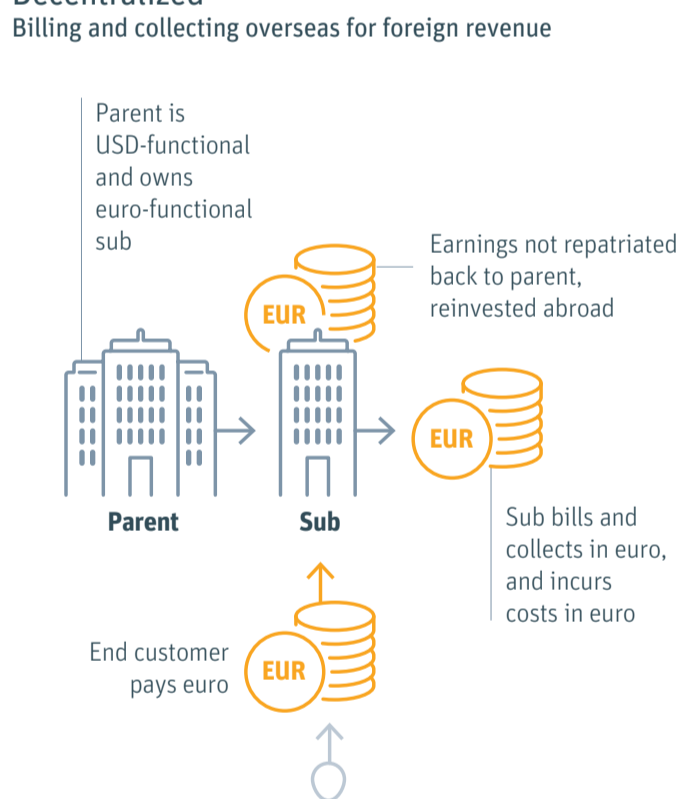 Decentralized
Billing and collecting overseas for foreign revenue
Parent is
USD-functional
and owns
euro-functional
sub
Earnings not repatriated
back to parent,
reinvested abroad
EUR
EUR
Parent
Sub
Sub bills and
collects in euro,
and incurs
costs in euro
End customer
pays euro
EUR